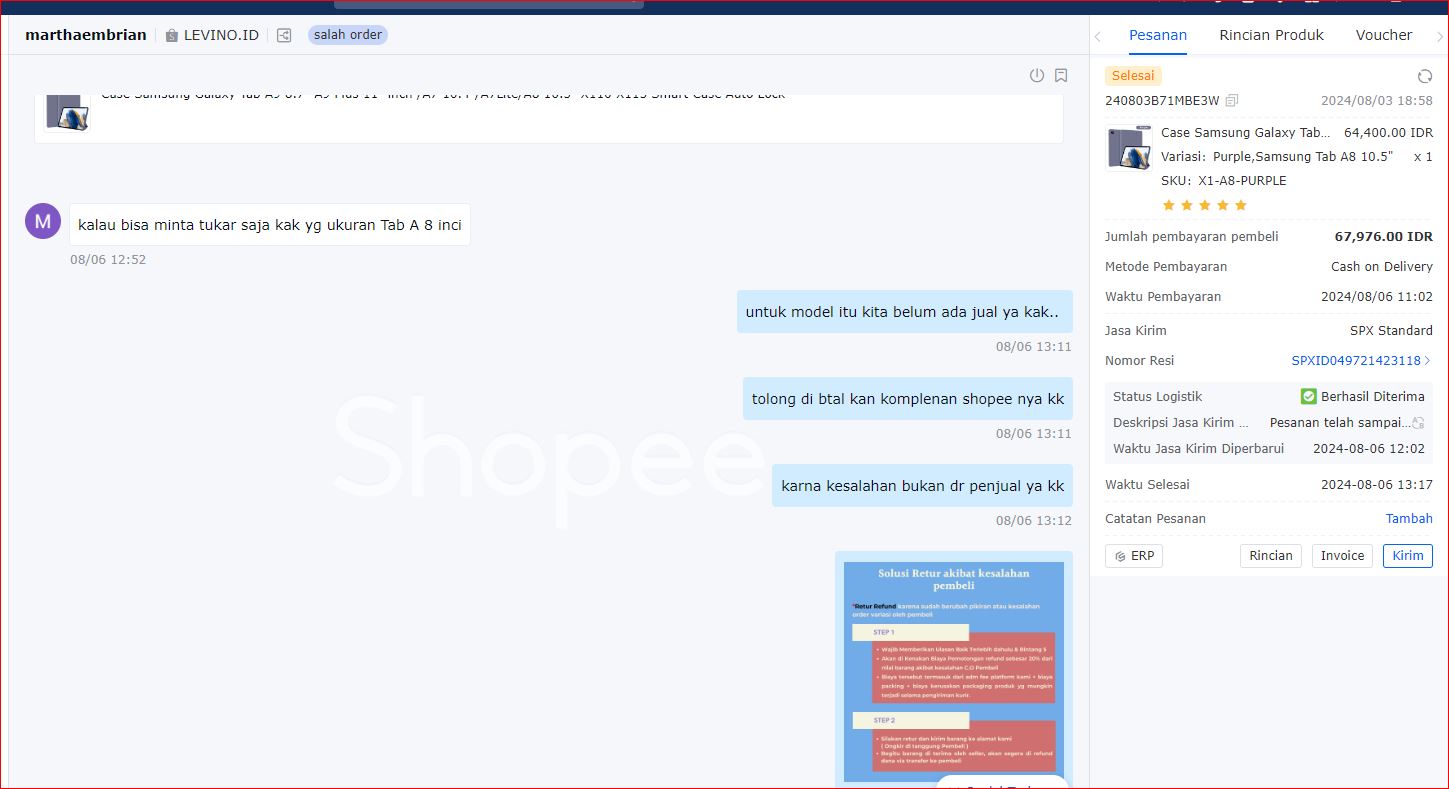 marthaembrian
LEVINO.ID
salah order
Case Samsung Galaxy Tab A9 8.7" A9 Plus 11" inch /A7 10.4"/A7Lite/A8 10.5" X110 X115 Smart Case Auto Lock
M
kalau bisa minta tukar saja kak yg ukuran Tab A 8 inci
08/06 12:52
untuk model itu kita belum ada jual ya kak..
08/06 13:11
tolong di btal kan komplenan shopee nya kk
08/06 13:11
Shopee
karna kesalahan bukan dr penjual ya kk
08/06 13:12
Solusi Retur akibat kesalahan
pembeli
*Retur Refund karena sudah berubah pikiran atau kesalahan
order variasi oleh pembeli
STEP 1
• Wajib Memberikan Ulasan Baik Terlebih dahulu & Bintang 5
• Akan di Kenakan Biaya Pemotongan refund sebesar 20% dari
nilai barang akibat kesalahan C.O Pembeli
• Biaya tersebut termasuk dari adm fee platform kami + biaya
packing + biaya kerusakan packaging produk yg mungkin
terjadi selama pengiriman kurir.
STEP 2
• Silakan retur dan kirim barang ke alamat kami
( Ongkir di tanggung Pembeli )
• Begitu barang di terima oleh seller, akan segera di refund
dana via transfer ke pembeli
Pesanan
Rincian Produk
Voucher
Selesai
240803B71MBE3W 2024/08/03 18:58
Case Samsung Galaxy Tab... 64,400.00 IDR
Variasi: Purple,Samsung Tab A8 10.5" x 1
SKU: X1-A8-PURPLE
Jumlah pembayaran pembeli 67,976.00 IDR
Metode Pembayaran Cash on Delivery
Waktu Pembayaran 2024/08/06 11:02
Jasa Kirim SPX Standard
Nomor Resi SPXID049721423118
Status Logistik Berhasil Diterima
Deskripsi Jasa Kirim ... Pesanan telah sampai...
Waktu Jasa Kirim Diperbarui 2024-08-06 12:02
Waktu Selesai 2024-08-06 13:17
Catatan Pesanan Tambah
ERP Rincian Invoice Kirim